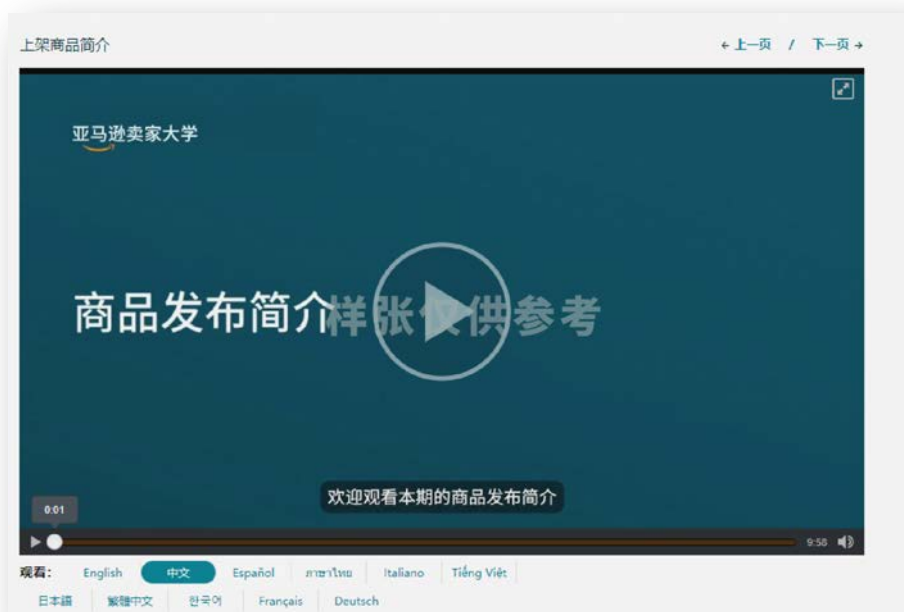 上架商品简介
← 上一页 / 下一页 →
亚马逊卖家大学
商品发布简介
样张仅供参考
欢迎观看本期的商品发布简介
0:01
9:58
观看: English 中文 Español ภาษาไทย Italiano Tiếng Việt
日本語 繁體中文 한국어 Français Deutsch